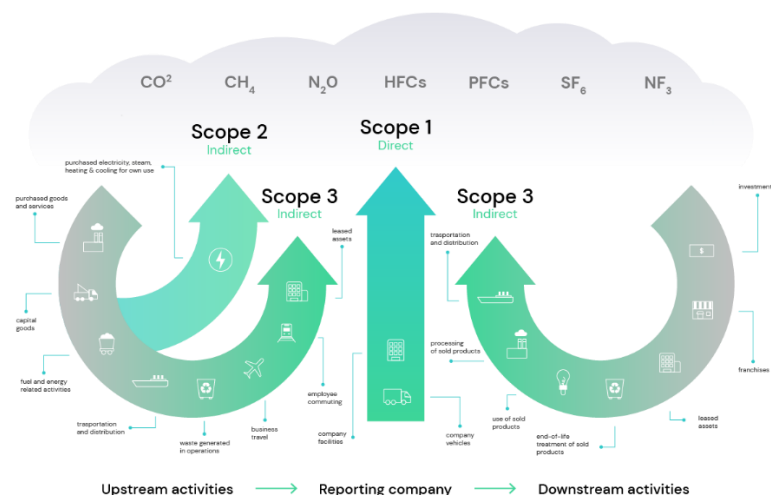 CO²
CH₄
N₂O
HFCs
PFCs
SF₆
NF₃
Scope 2
Indirect
Scope 1
Direct
Scope 3
Indirect
Scope 3
Indirect
purchased electricity, steam,
heating & cooling for own use
purchased goods
and services
capital
goods
fuel and energy
related activities
trasportation
and distribution
waste generated
in operations
business
travel
employee
commuting
leased
assets
company
facilities
company
vehicles
trasportation
and distribution
processing
of sold products
use of sold
products
end-of-life
treatment of sold
products
leased
assets
franchises
investment
$
Upstream activities
Reporting company
Downstream activities